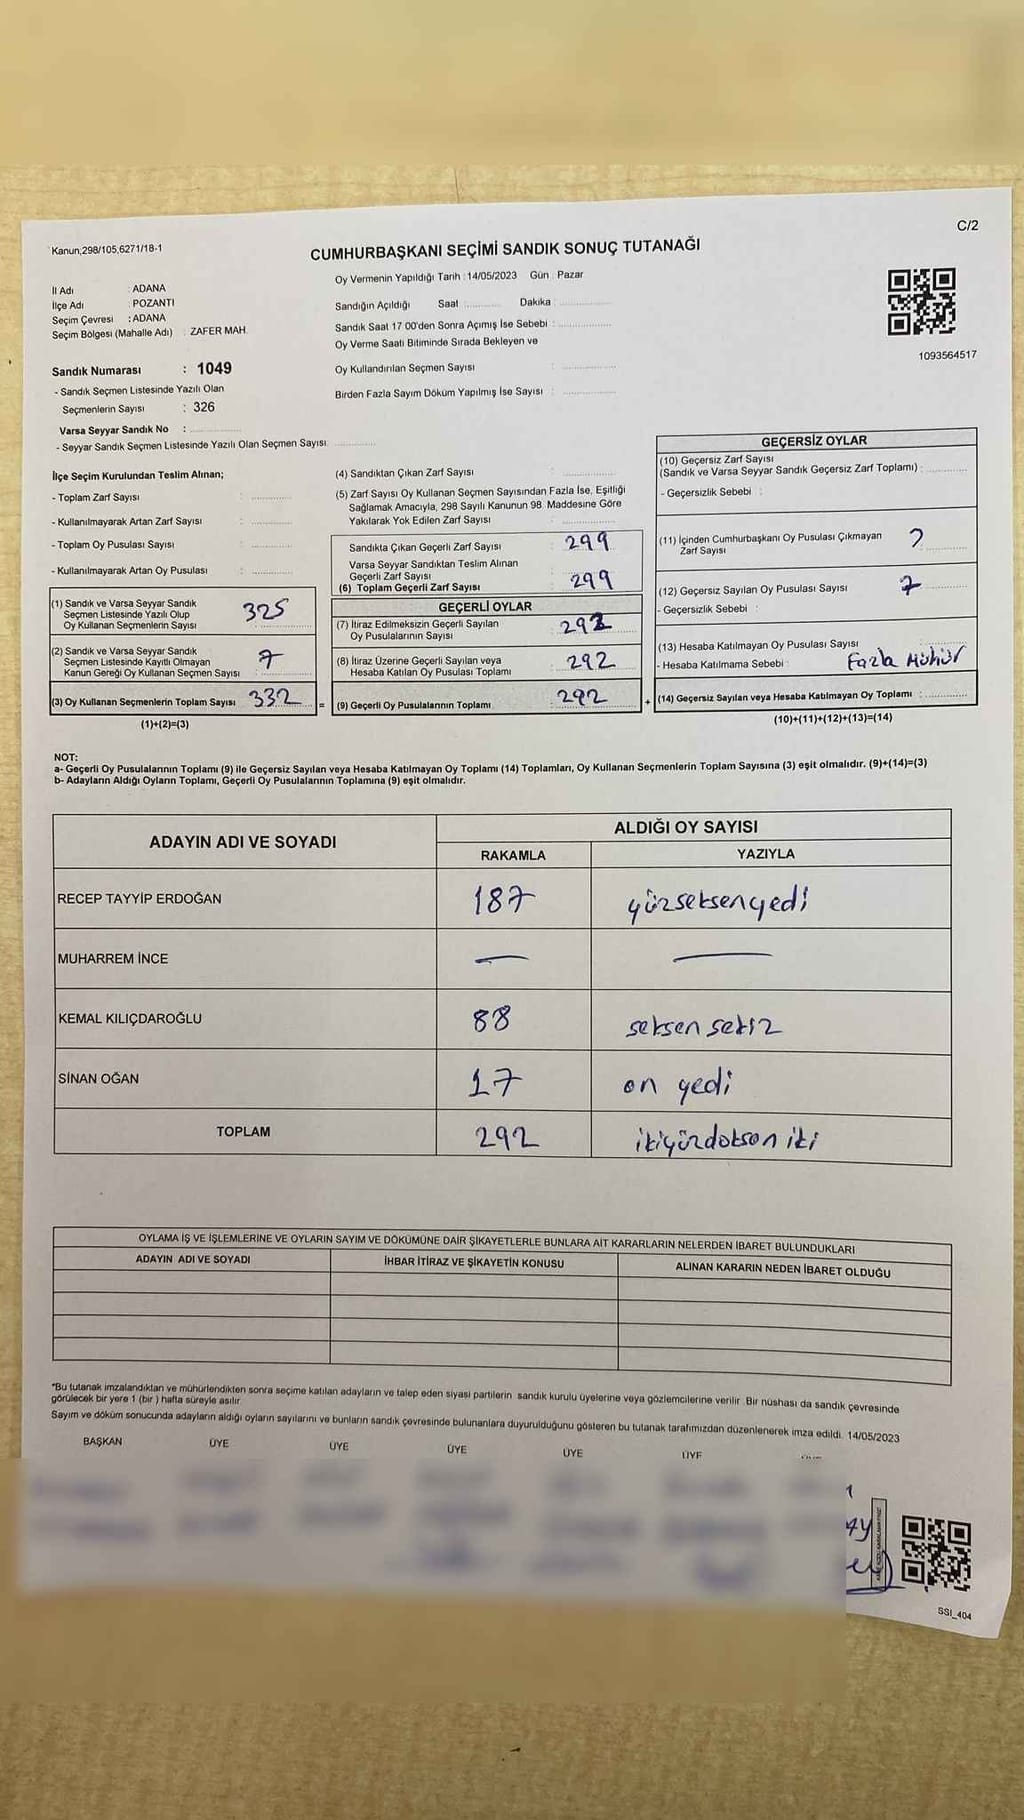 Kanun,298/105,6271/18-1
C/2
CUMHURBAŞKANI SEÇİMİ SANDIK SONUÇ TUTANAĞI
Oy Vermenin Yapıldığı Tarih : 14/05/2023 Gün : Pazar
İl Adı : ADANA
İlçe Adı : POZANTI
Seçim Çevresi : ADANA
Seçim Bölgesi (Mahalle Adı) : ZAFER MAH.
Sandığın Açıldığı Saat : Dakika :
Sandık Saat 17 00'den Sonra Açımış İse Sebebi :
Oy Verme Saati Bitiminde Sırada Bekleyen ve
Oy Kullandırılan Seçmen Sayısı :
Birden Fazla Sayım Döküm Yapılmış İse Sayısı :
1093564517
Sandık Numarası : 1049
- Sandık Seçmen Listesinde Yazılı Olan
Seçmenlerin Sayısı : 326
Varsa Seyyar Sandık No :
- Seyyar Sandık Seçmen Listesinde Yazılı Olan Seçmen Sayısı:
İlçe Seçim Kurulundan Teslim Alınan;
- Toplam Zarf Sayısı :
- Kullanılmayarak Artan Zarf Sayısı :
- Toplam Oy Pusulası Sayısı :
- Kullanılmayarak Artan Oy Pusulası :
(1) Sandık ve Varsa Seyyar Sandık
Seçmen Listesinde Yazılı Olup
Oy Kullanan Seçmenlerin Sayısı : 325
(2) Sandık ve Varsa Seyyar Sandık
Seçmen Listesinde Kayıtlı Olmayan
Kanun Gereği Oy Kullanan Seçmen Sayısı : 7
(3) Oy Kullanan Seçmenlerin Toplam Sayısı : 332
(1)+(2)=(3)
(4) Sandıktan Çıkan Zarf Sayısı :
(5) Zarf Sayısı Oy Kullanan Seçmen Sayısından Fazla İse, Eşitliği
Sağlamak Amacıyla, 298 Sayılı Kanunun 98. Maddesine Göre
Yakılarak Yok Edilen Zarf Sayısı :
Sandıkta Çıkan Geçerli Zarf Sayısı : 299
Varsa Seyyar Sandıktan Teslim Alınan
Geçerli Zarf Sayısı :
(6) Toplam Geçerli Zarf Sayısı : 299
GEÇERLİ OYLAR
(7) İtiraz Edilmeksizin Geçerli Sayılan
Oy Pusulalarının Sayısı : 292
(8) İtiraz Üzerine Geçerli Sayılan veya
Hesaba Katılan Oy Pusulası Toplamı : 292
= (9) Geçerli Oy Pusulalarının Toplamı : 292 +
GEÇERSİZ OYLAR
(10) Geçersiz Zarf Sayısı
(Sandık ve Varsa Seyyar Sandık Geçersiz Zarf Toplamı) :
- Geçersizlik Sebebi :
(11) İçinden Cumhurbaşkanı Oy Pusulası Çıkmayan
Zarf Sayısı :
(12) Geçersiz Sayılan Oy Pusulası Sayısı : 7
- Geçersizlik Sebebi :
(13) Hesaba Katılmayan Oy Pusulası Sayısı :
- Hesaba Katılmama Sebebi : Fazla Mühür
(14) Geçersiz Sayılan veya Hesaba Katılmayan Oy Toplamı :
(10)+(11)+(12)+(13)=(14)
NOT:
a- Geçerli Oy Pusulalarının Toplamı (9) ile Geçersiz Sayılan veya Hesaba Katılmayan Oy Toplamı (14) Toplamları, Oy Kullanan Seçmenlerin Toplam Sayısına (3) eşit olmalıdır. (9)+(14)=(3)
b- Adayların Aldığı Oyların Toplamı, Geçerli Oy Pusulalarının Toplamına (9) eşit olmalıdır.
ADAYIN ADI VE SOYADI
ALDIĞI OY SAYISI
RAKAMLA YAZIYLA
RECEP TAYYİP ERDOĞAN 187 yüzseksenyedi
MUHARREM İNCE — —
KEMAL KILIÇDAROĞLU 88 seksen sekiz
SİNAN OĞAN 17 on yedi
TOPLAM 292 ikiyüzdoksan iki
OYLAMA İŞ VE İŞLEMLERİNE VE OYLARIN SAYIM VE DÖKÜMÜNE DAİR ŞİKAYETLERLE BUNLARA AİT KARARLARIN NELERDEN İBARET BULUNDUKLARI
ADAYIN ADI VE SOYADI İHBAR İTİRAZ VE ŞİKAYETİN KONUSU ALINAN KARARIN NEDEN İBARET OLDUĞU
*Bu tutanak imzalandıktan ve mühürlendikten sonra seçime katılan adayların ve talep eden siyasi partilerin sandık kurulu üyelerine veya gözlemcilerine verilir. Bir nüshası da sandık çevresinde
görülecek bir yere 1 (bir ) hafta süreyle asılır.
Sayım ve döküm sonucunda adayların aldığı oyların sayılarını ve bunların sandık çevresinde bulunanlara duyurulduğunu gösteren bu tutanak tarafımızdan düzenlenerek imza edildi. 14/05/2023
BAŞKAN ÜYE ÜYE ÜYE ÜYE ÜYE
SSI_404